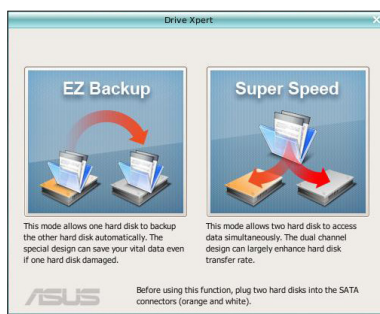 Drive Xpert
EZ Backup
Super Speed
This mode allows one hard disk to backup
the other hard disk automatically. The
special design can save your vital data even
if one hard disk damaged.
This mode allows two hard disk to access
data simultaneously. The dual channel
design can largely enhance hard disk
transfer rate.
ASUS
Before using this function, plug two hard disks into the SATA
connectors (orange and white).